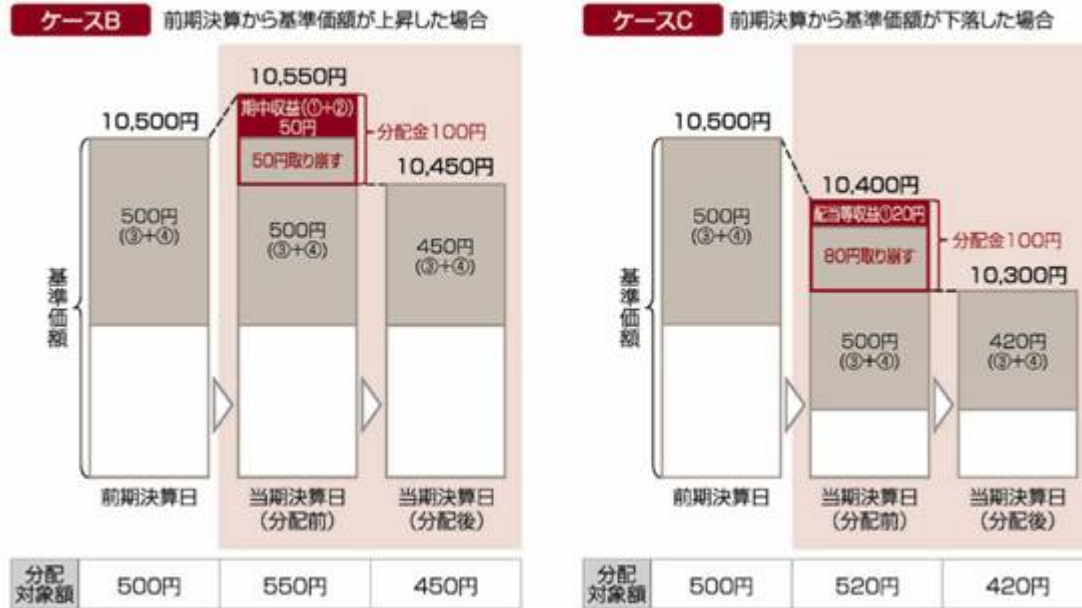 ケースB 前期決算から基準価額が上昇した場合
10,550円
期中収益(①+②)
50円
10,500円
分配金100円
50円取り崩す
10,450円
500円
(③+④)
500円
(③+④)
450円
(③+④)
基準価額
前期決算日
当期決算日
(分配前)
当期決算日
(分配後)
分配
対象額
500円
550円
450円
ケースC 前期決算から基準価額が下落した場合
10,500円
10,400円
配当等収益①20円
分配金100円
80円取り崩す
10,300円
500円
(③+④)
500円
(③+④)
420円
(③+④)
基準価額
前期決算日
当期決算日
(分配前)
当期決算日
(分配後)
分配
対象額
500円
520円
420円